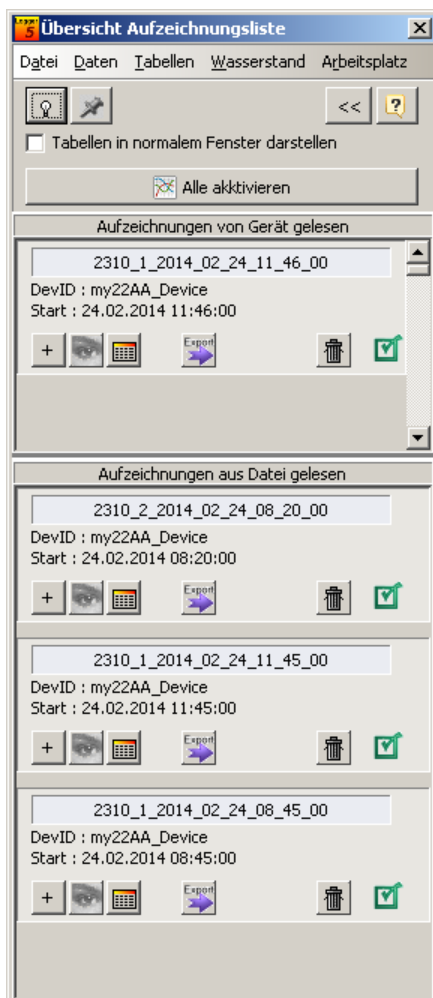 Logger
5 Übersicht Aufzeichnungsliste
Datei Daten Tabellen Wasserstand Arbeitsplatz
<< ?
Tabellen in normalem Fenster darstellen
Alle akktivieren
Aufzeichnungen von Gerät gelesen
2310_1_2014_02_24_11_46_00
DevID : my22AA_Device
Start : 24.02.2014 11:46:00
+ Export
Aufzeichnungen aus Datei gelesen
2310_2_2014_02_24_08_20_00
DevID : my22AA_Device
Start : 24.02.2014 08:20:00
+ Export
2310_1_2014_02_24_11_45_00
DevID : my22AA_Device
Start : 24.02.2014 11:45:00
+ Export
2310_1_2014_02_24_08_45_00
DevID : my22AA_Device
Start : 24.02.2014 08:45:00
+ Export